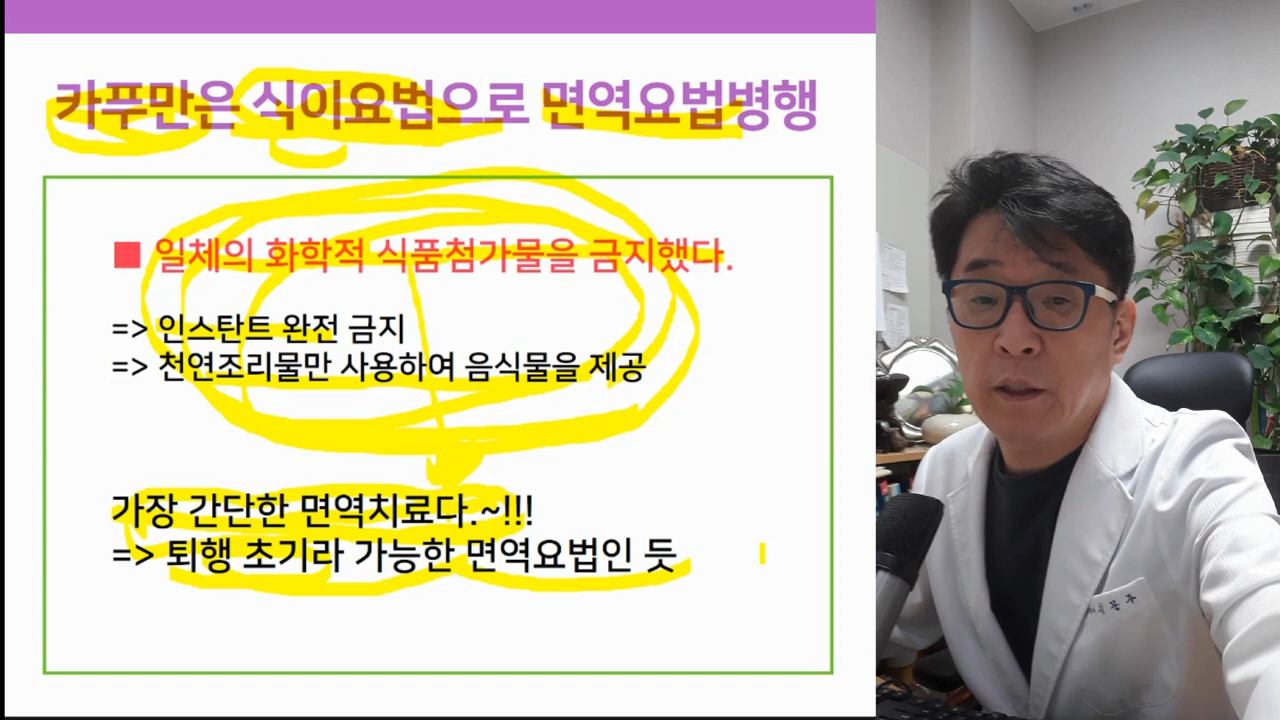 카푸만은 식이요법으로 면역요법병행
■ 일체의 화학적 식품첨가물을 금지했다.
=> 인스탄트 완전 금지
=> 천연조리물만 사용하여 음식물을 제공
가장 간단한 면역치료다.~!!!
=> 퇴행 초기라 가능한 면역요법인 듯